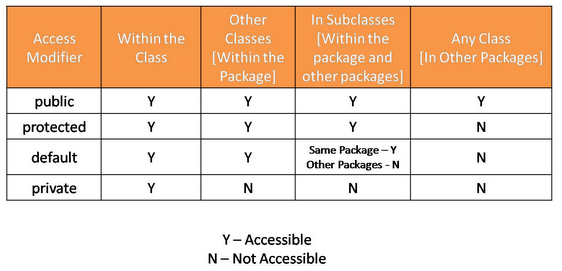 Access Modifier
Within the Class
Other Classes [Within the Package]
In Subclasses [Within the package and other packages]
Any Class [In Other Packages]
public Y Y Y Y
protected Y Y Y N
default Y Y Same Package – Y Other Packages - N N
private Y N N N
Y – Accessible
N – Not Accessible